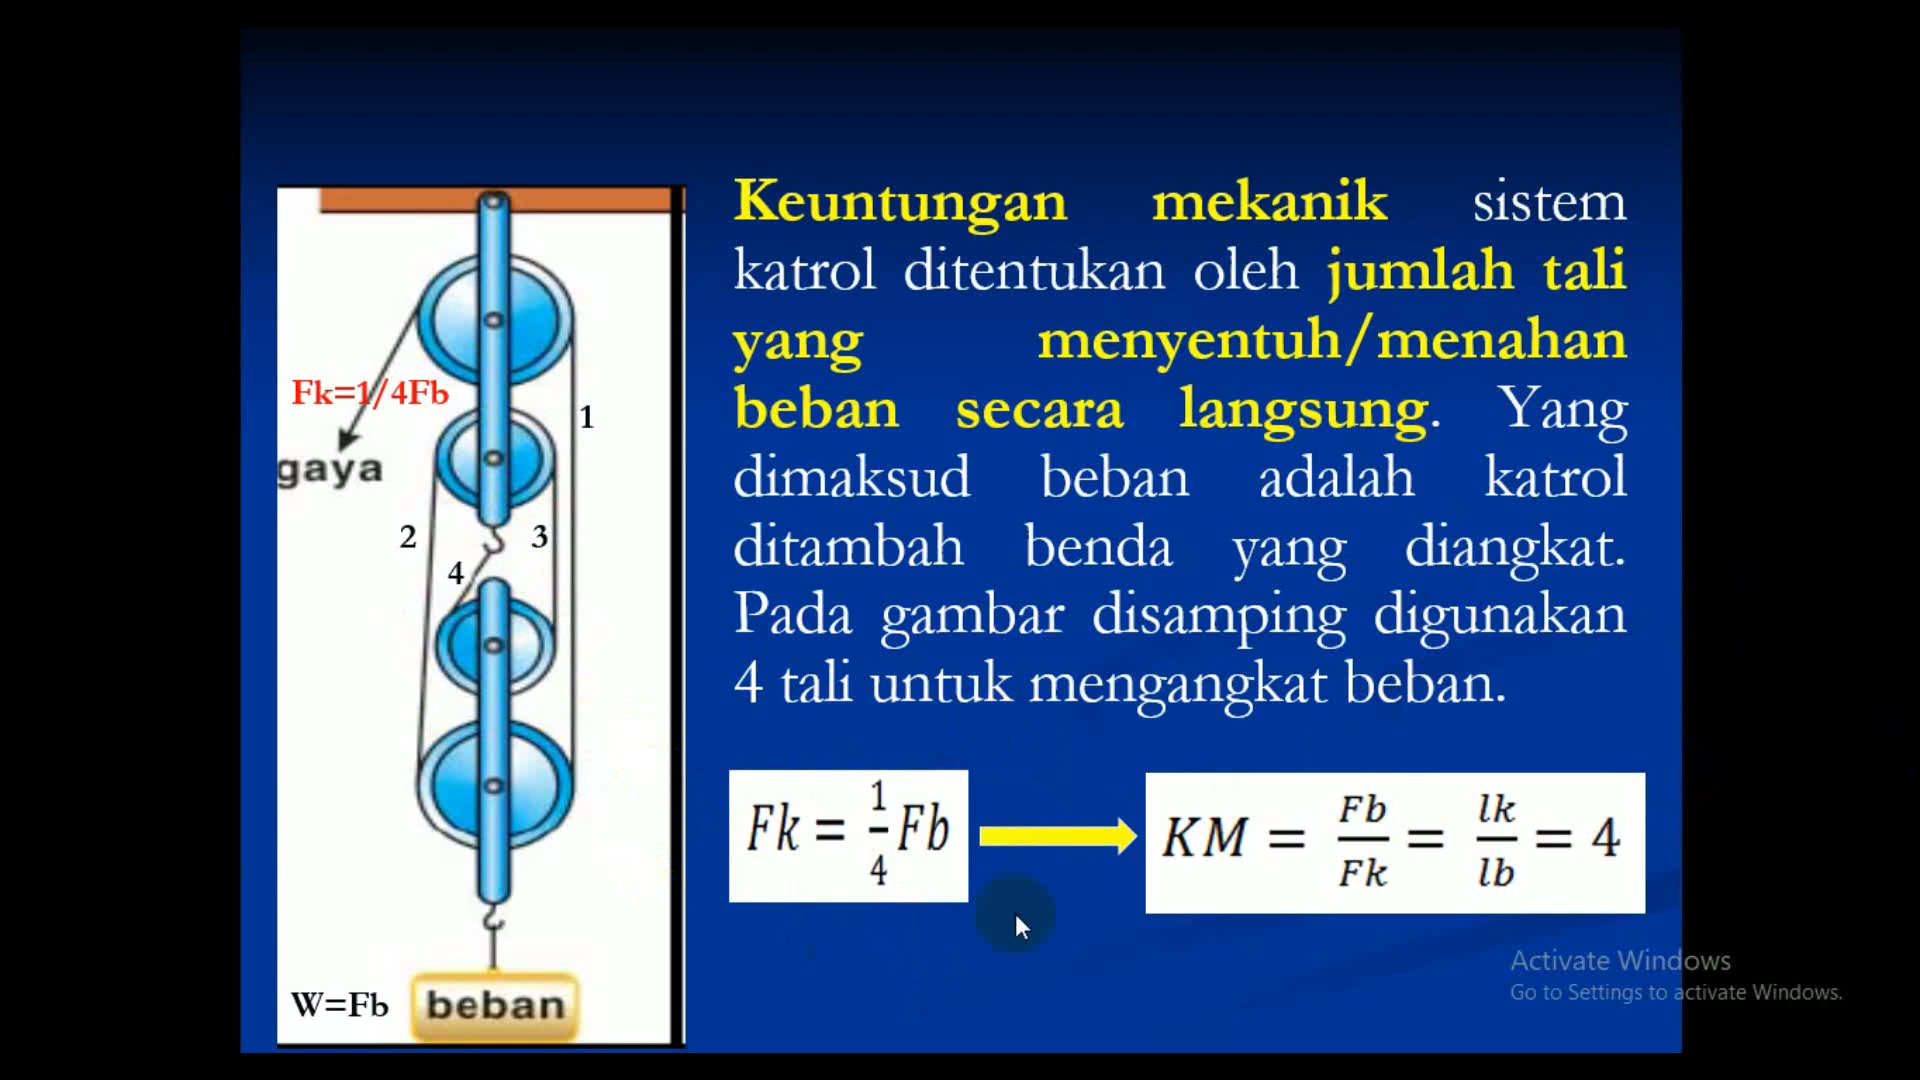 Keuntungan mekanik sistem
katrol ditentukan oleh jumlah tali
yang menyentuh/menahan
beban secara langsung. Yang
dimaksud beban adalah katrol
ditambah benda yang diangkat.
Pada gambar disamping digunakan
4 tali untuk mengangkat beban.
Fk=1/4Fb
gaya
1
2
3
4
W=Fb
beban
Fk = 1/4 Fb
KM = Fb/Fk = lk/lb = 4
Activate Windows
Go to Settings to activate Windows.